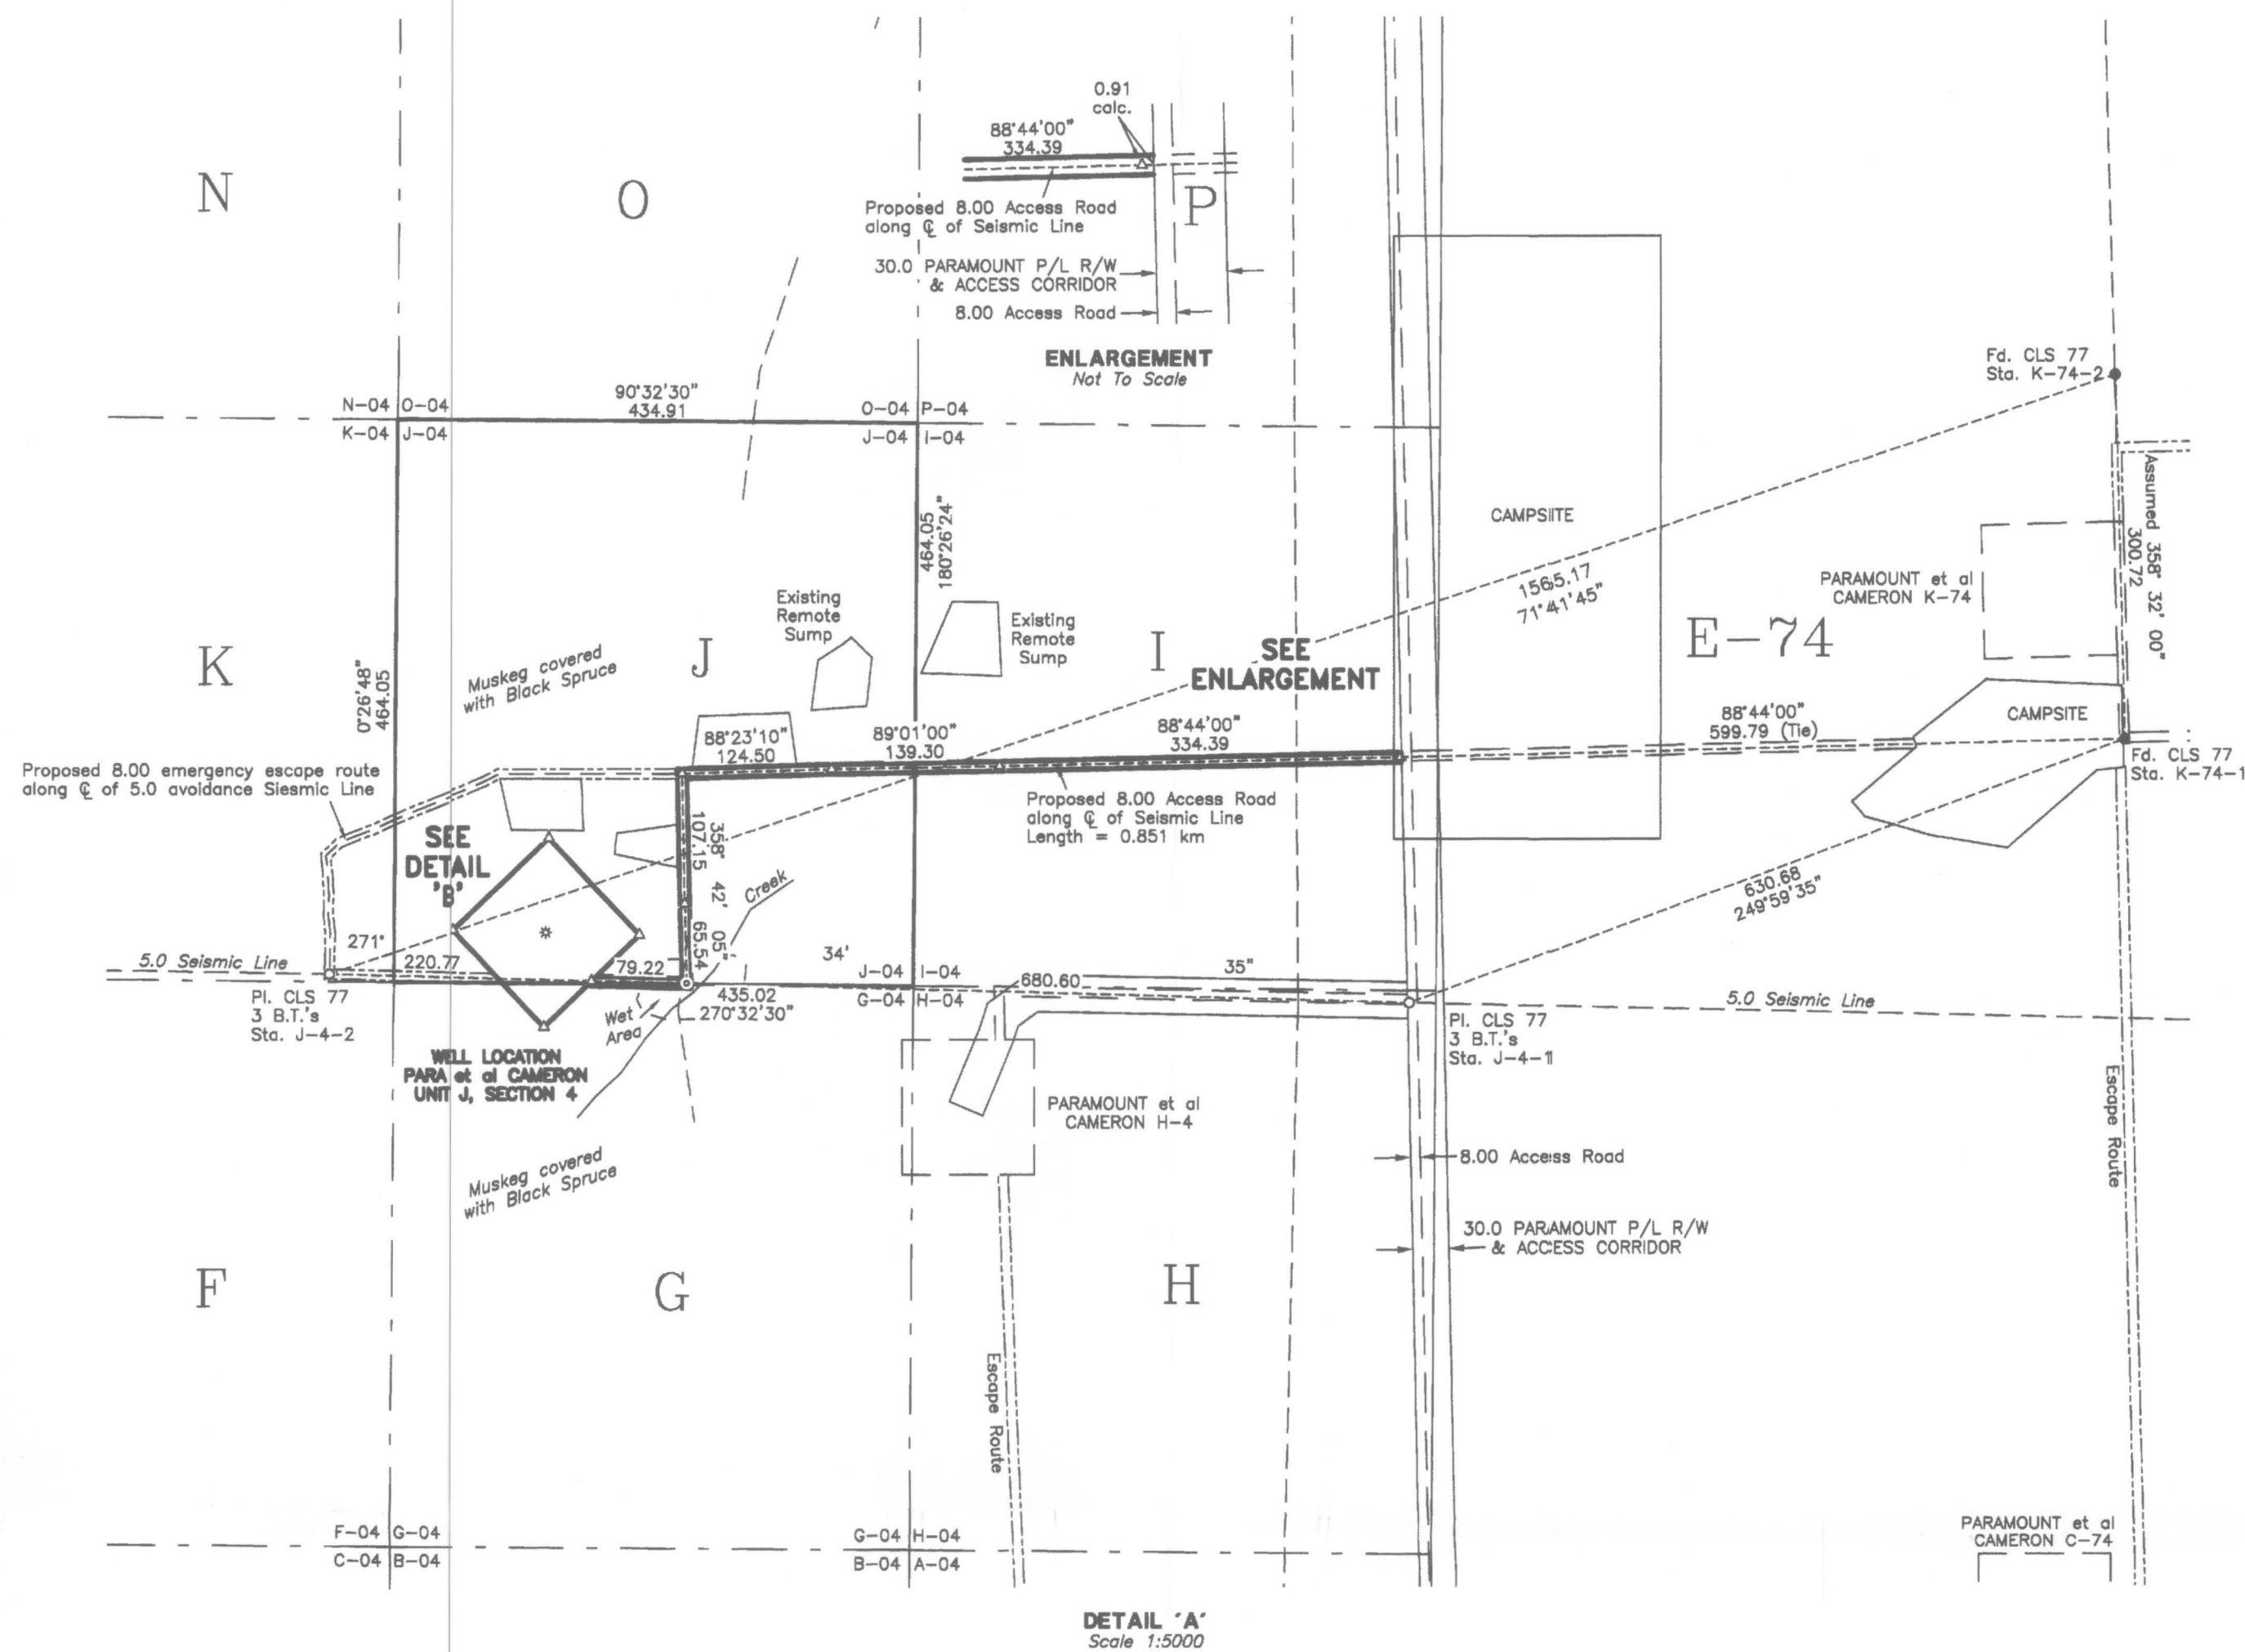 0.91
calc.
88°44'00"
334.39
N
O
P
Proposed 8.00 Access Road
along ℄ of Seismic Line
30.0 PARAMOUNT P/L R/W
& ACCESS CORRIDOR
8.00 Access Road
ENLARGEMENT
Not To Scale
Fd. CLS 77
Sta. K-74-2
90°32'30"
434.91
N-04 O-04
K-04 J-04
O-04 P-04
J-04 I-04
464.05
180°26'24"
CAMPSIITE
Assumed 358° 32' 00"
300.72
1565.17
71°41'45"
PARAMOUNT et al
CAMERON K-74
Existing
Remote
Sump
Existing
Remote
Sump
K
J
I
E-74
SEE
ENLARGEMENT
Muskeg covered
with Black Spruce
0°26'48"
464.05
88°23'10"
124.50
89°01'00"
139.30
88°44'00"
334.39
88°44'00"
599.79 (Tie)
CAMPSITE
Fd. CLS 77
Sta. K-74-1
Proposed 8.00 emergency escape route
along ℄ of 5.0 avoidance Siesmic Line
Proposed 8.00 Access Road
along ℄ of Seismic Line
Length = 0.851 km
SEE
DETAIL
'B'
358° 42' 05"
107.15
65.54
Creek
630.68
249°59'35"
5.0 Seismic Line
271°
220.77
79.22
34'
J-04 I-04
G-04 H-04
680.60
35"
5.0 Seismic Line
435.02
270°32'30"
Wet
Area
Pl. CLS 77
3 B.T.'s
Sta. J-4-2
Pl. CLS 77
3 B.T.'s
Sta. J-4-1
WELL LOCATION
PARA et al CAMERON
UNIT J, SECTION 4
PARAMOUNT et al
CAMERON H-4
Escape Route
8.00 Access Road
Muskeg covered
with Black Spruce
30.0 PARAMOUNT P/L R/W
& ACCESS CORRIDOR
F
G
H
Escape Route
F-04 G-04
C-04 B-04
G-04 H-04
B-04 A-04
PARAMOUNT et al
CAMERON C-74
DETAIL 'A'
Scale 1:5000